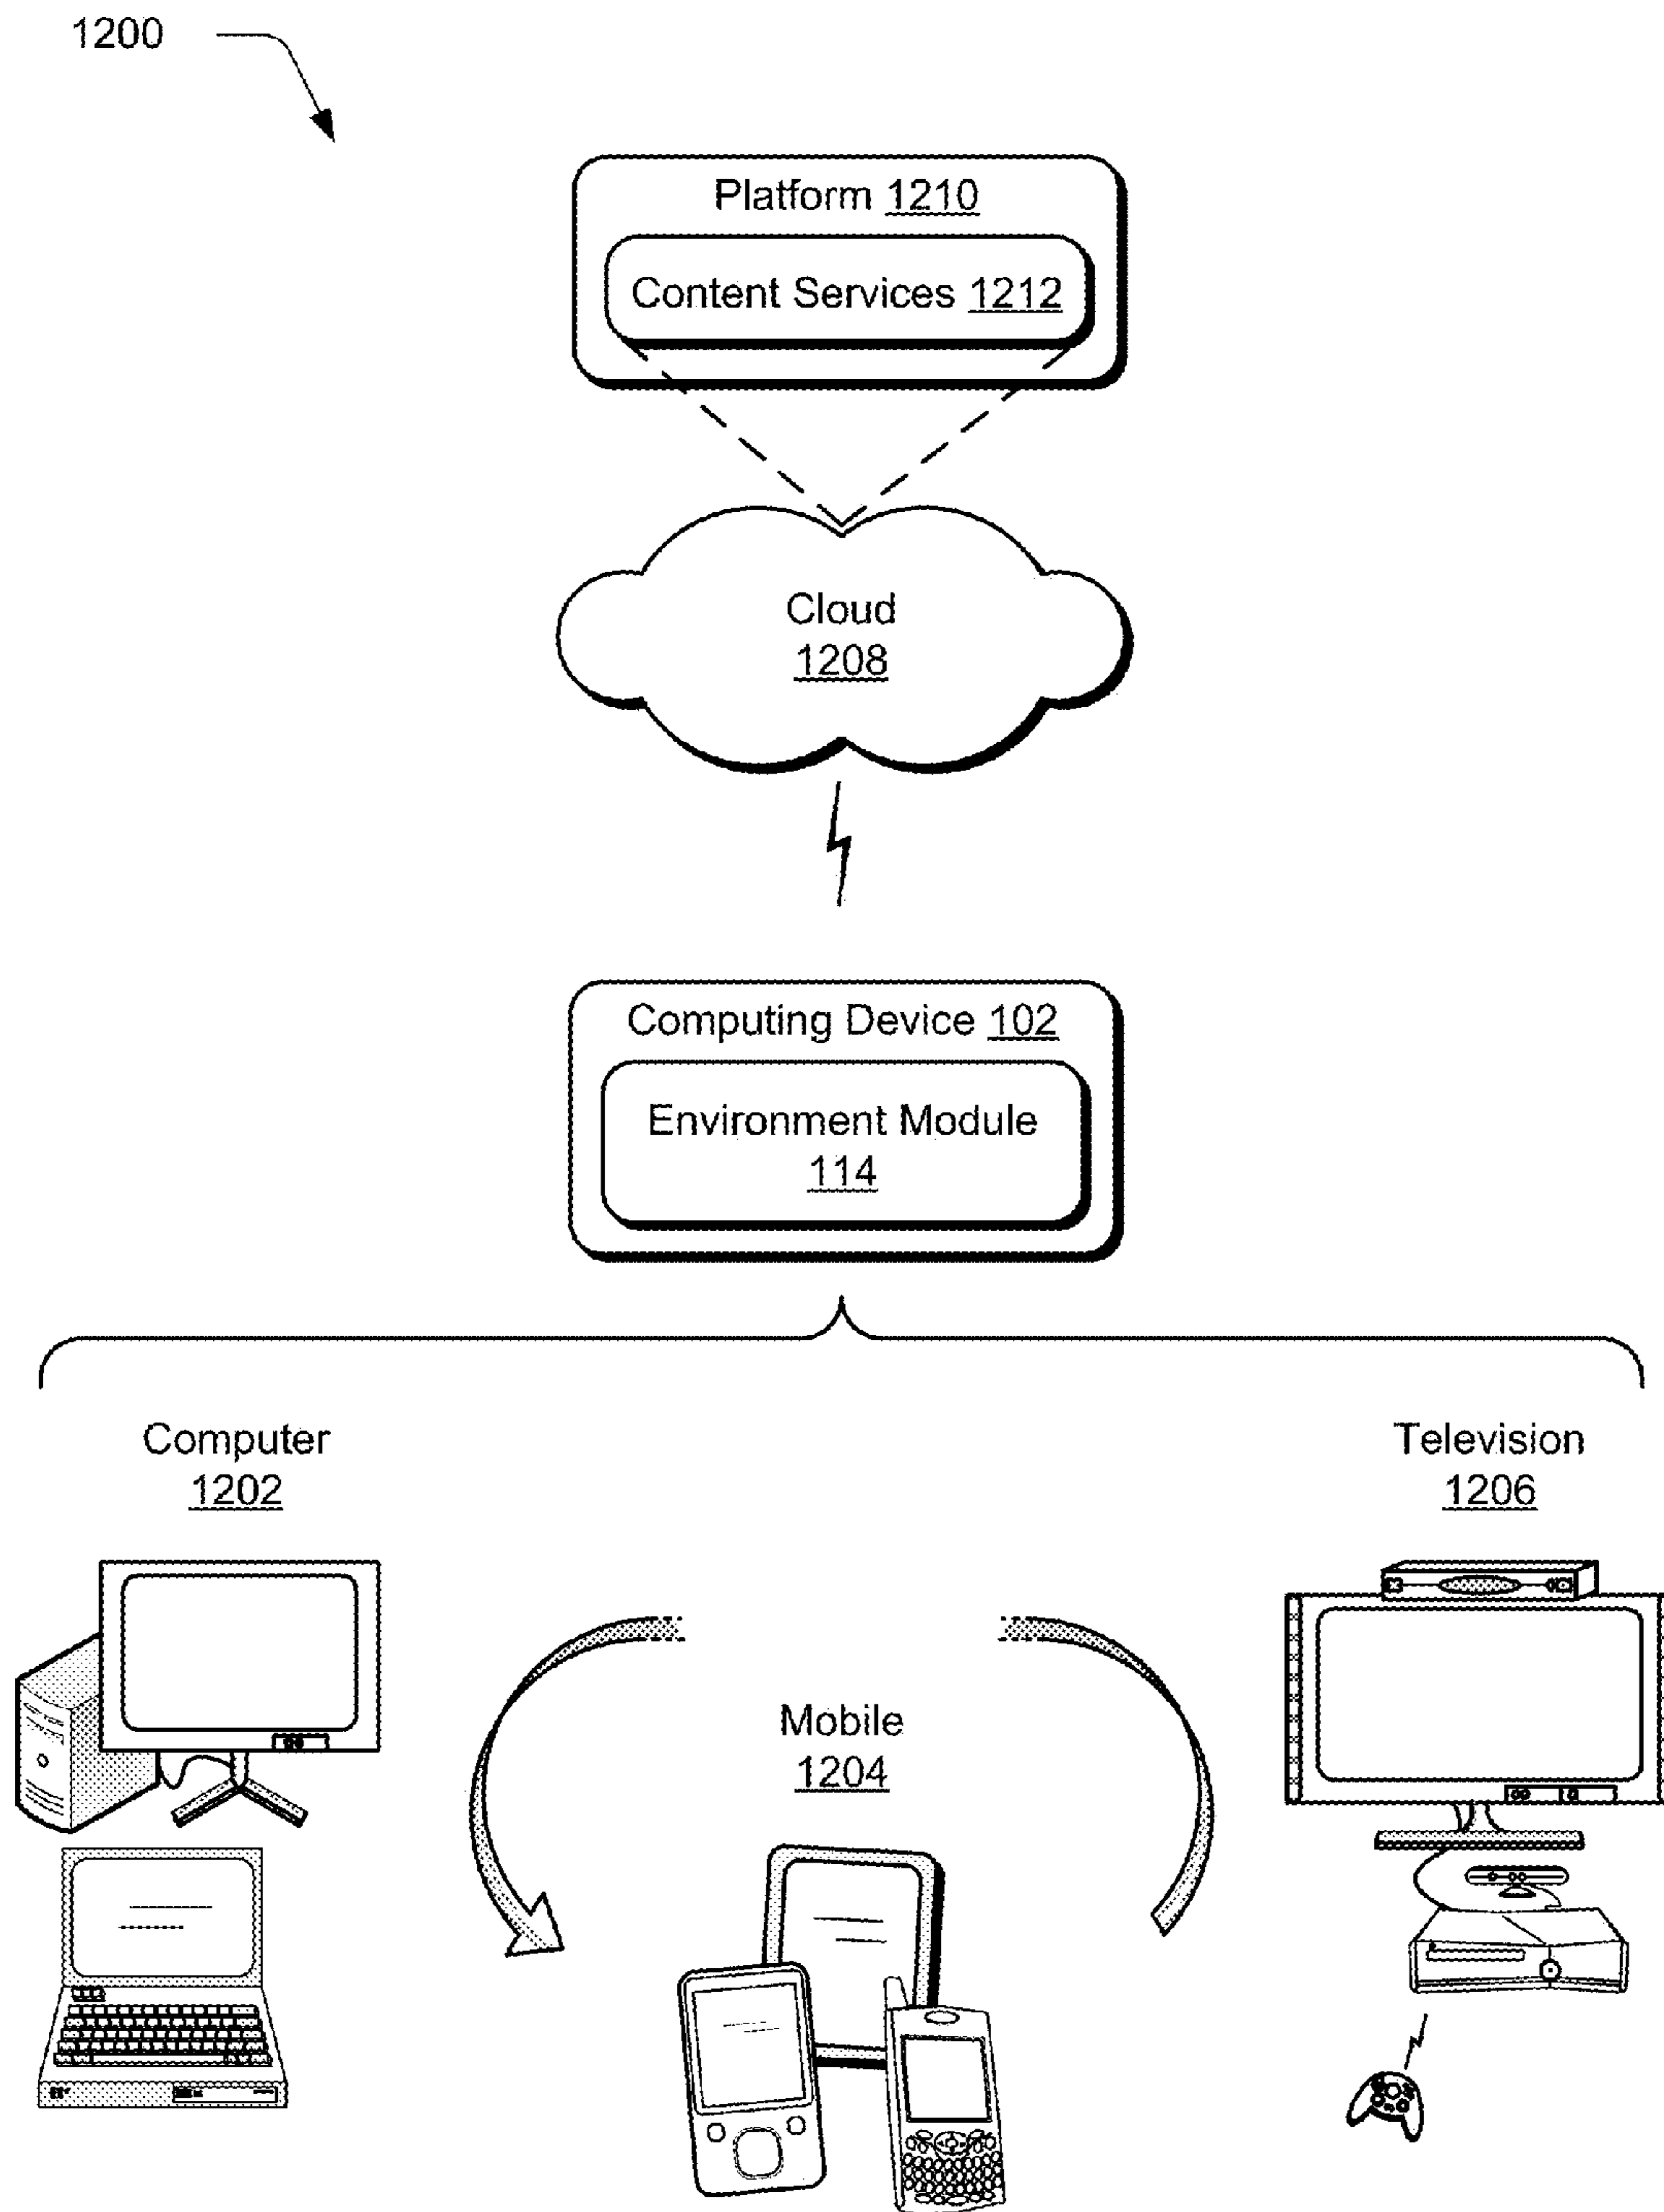 1200
Platform 1210
Content Services 1212
Cloud
1208
Computing Device 102
Environment Module
114
Computer
1202
Television
1206
Mobile
1204